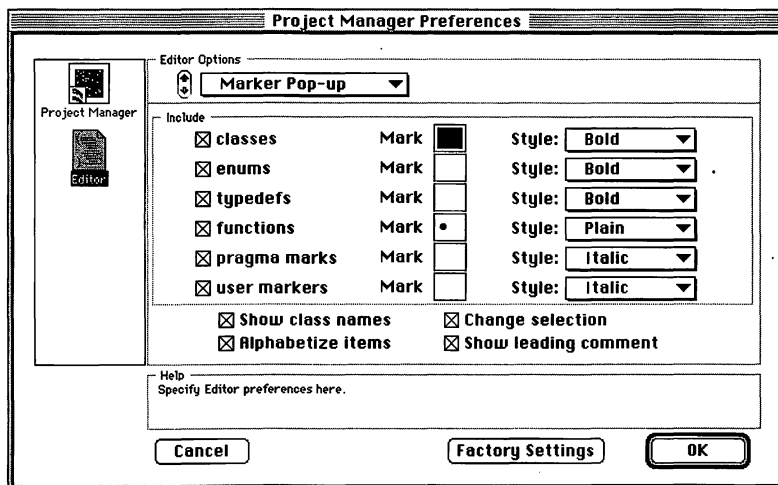 Project Manager Preferences
Project Manager
Editor
Editor Options
Marker Pop-up
Include
classes Mark Style: Bold
enums Mark Style: Bold
typedefs Mark Style: Bold
functions Mark • Style: Plain
pragma marks Mark Style: Italic
user markers Mark Style: Italic
Show class names Change selection
Alphabetize items Show leading comment
Help
Specify Editor preferences here.
Cancel Factory Settings OK